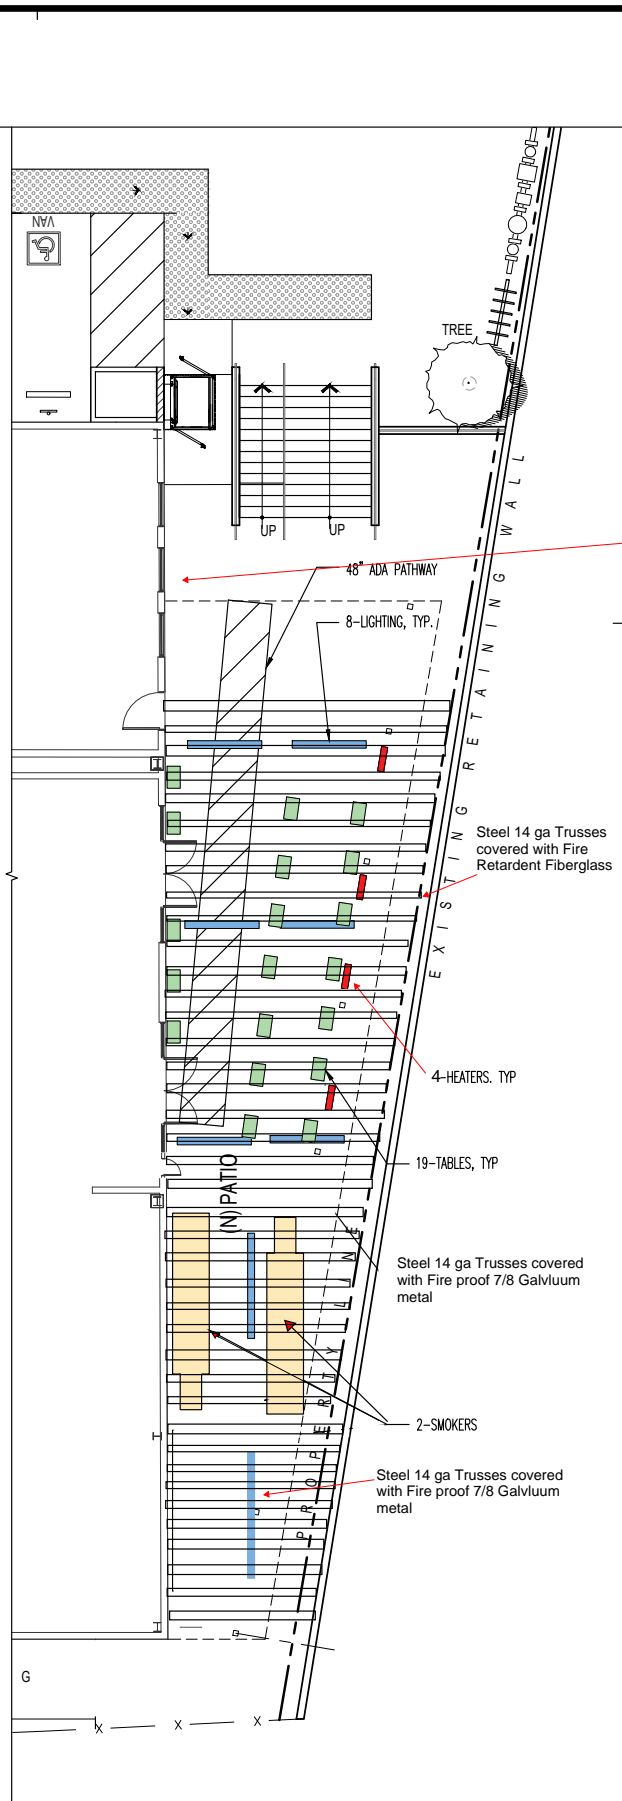 VAN
TREE
UP
UP
48" ADA PATHWAY
8-LIGHTING, TYP.
EXISTING RETAINING WALL
Steel 14 ga Trusses
covered with Fire
Retardent Fiberglass
4-HEATERS. TYP
19-TABLES, TYP
(N) PATIO
PROPERTY LINE
Steel 14 ga Trusses covered
with Fire proof 7/8 Galvluum
metal
2-SMOKERS
Steel 14 ga Trusses covered
with Fire proof 7/8 Galvluum
metal
G
X
X
X